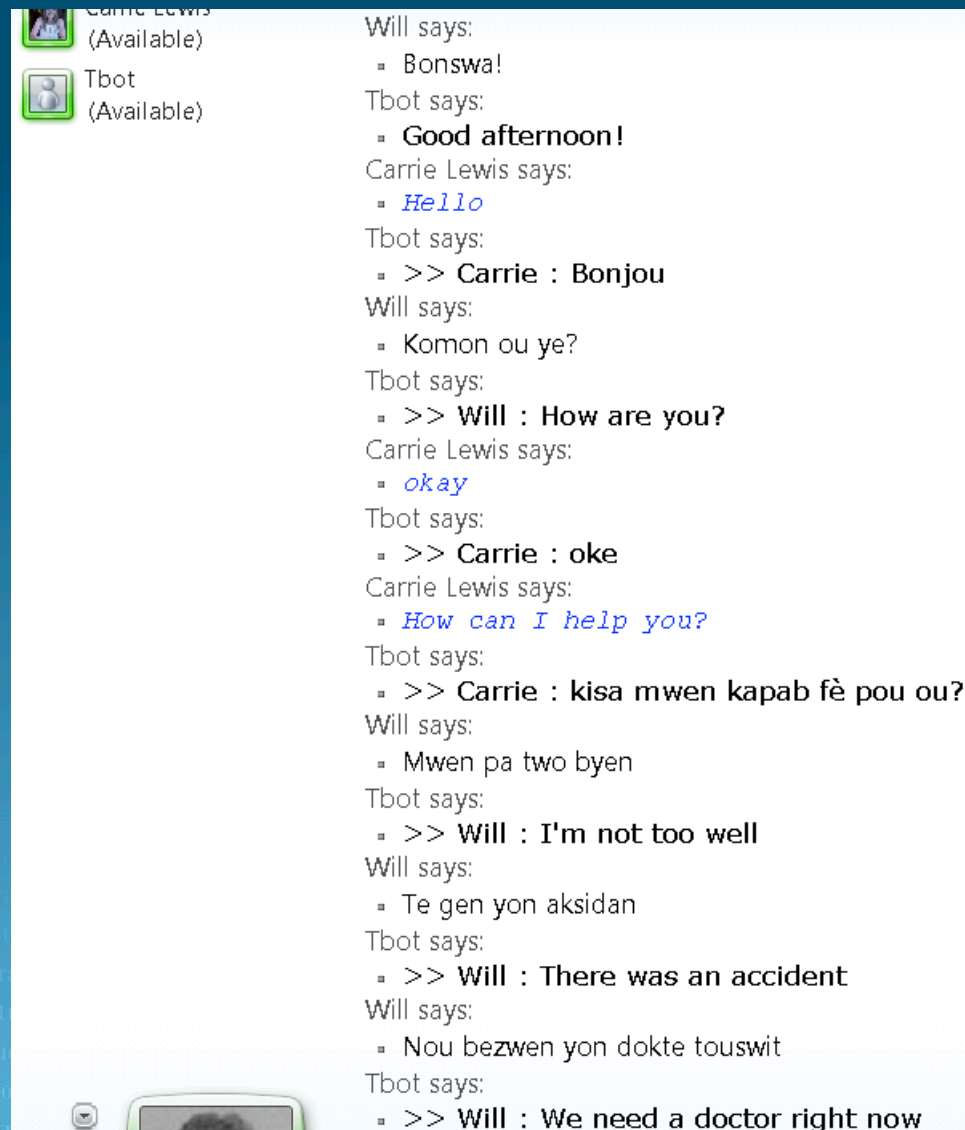 Carrie Lewis
(Available)
Tbot
(Available)
Will says:
Bonswa!
Tbot says:
Good afternoon!
Carrie Lewis says:
Hello
Tbot says:
>> Carrie : Bonjou
Will says:
Komon ou ye?
Tbot says:
>> Will : How are you?
Carrie Lewis says:
okay
Tbot says:
>> Carrie : oke
Carrie Lewis says:
How can I help you?
Tbot says:
>> Carrie : kisa mwen kapab fè pou ou?
Will says:
Mwen pa two byen
Tbot says:
>> Will : I'm not too well
Will says:
Te gen yon aksidan
Tbot says:
>> Will : There was an accident
Will says:
Nou bezwen yon dokte touswit
Tbot says:
>> Will : We need a doctor right now